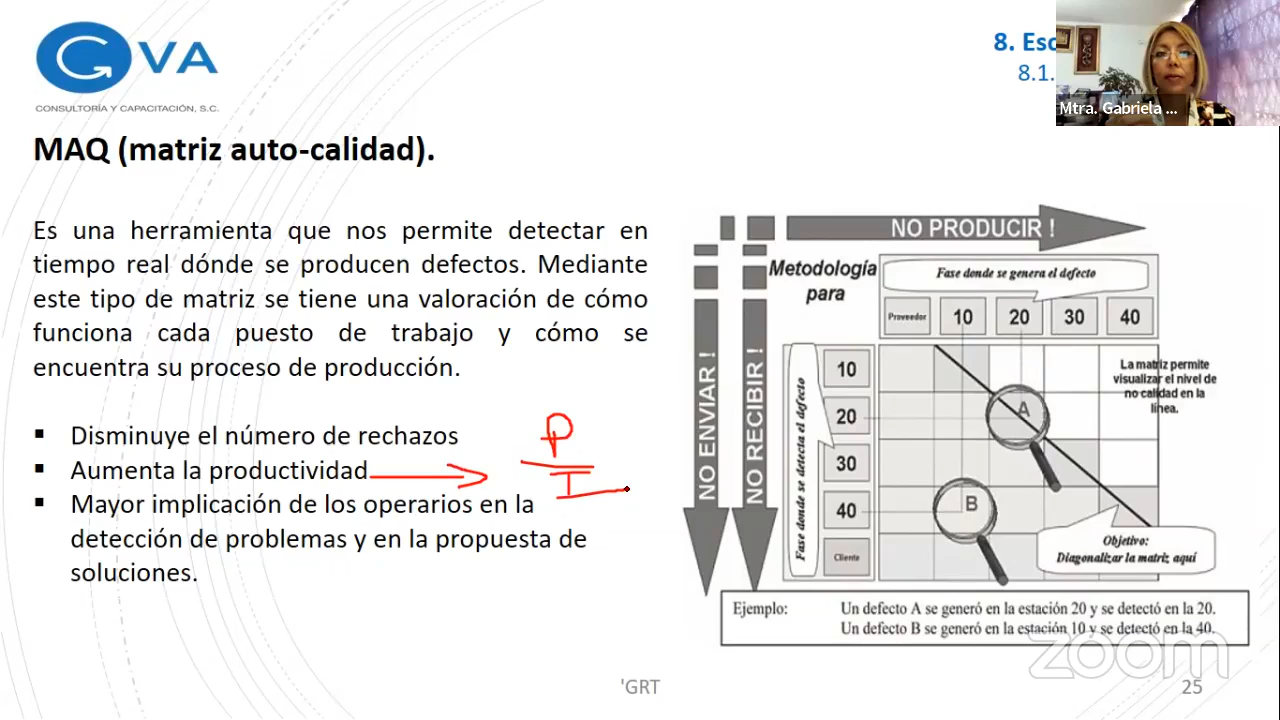 GVA
CONSULTORÍA Y CAPACITACIÓN, S.C.
8. Esc
8.1.
Mtra. Gabriela ...
MAQ (matriz auto-calidad).
Es una herramienta que nos permite detectar en
tiempo real dónde se producen defectos. Mediante
este tipo de matriz se tiene una valoración de cómo
funciona cada puesto de trabajo y cómo se
encuentra su proceso de producción.
▪ Disminuye el número de rechazos
▪ Aumenta la productividad
▪ Mayor implicación de los operarios en la
detección de problemas y en la propuesta de
soluciones.
P
I
NO PRODUCIR !
NO ENVIAR !
NO RECIBIR !
Metodología
para
Fase donde se genera el defecto
Proveedor 10 20 30 40
Fase donde se detecta el defecto
10
20
30
40
Cliente
A
B
La matriz permite
visualizar el nivel de
no calidad en la
línea.
Objetivo:
Diagonalizar la matriz aquí
Ejemplo: Un defecto A se generó en la estación 20 y se detectó en la 20.
Un defecto B se generó en la estación 10 y se detectó en la 40.
zoom
'GRT
25